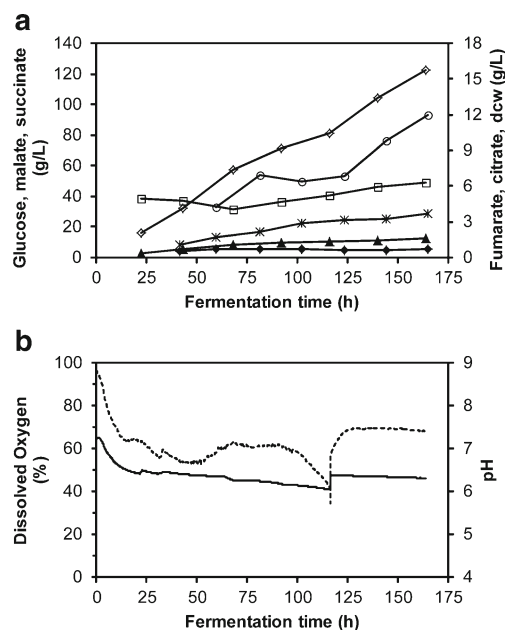 a
Glucose, malate, succinate
(g/L)
140
120
100
80
60
40
20
0
18
15
12
9
6
3
0
Fumarate, citrate, dcw (g/L)
0 25 50 75 100 125 150 175
Fermentation time (h)
b
Dissolved Oxygen
(%)
100
80
60
40
20
0
9
8
7
6
5
4
pH
0 25 50 75 100 125 150 175
Fermentation time (h)